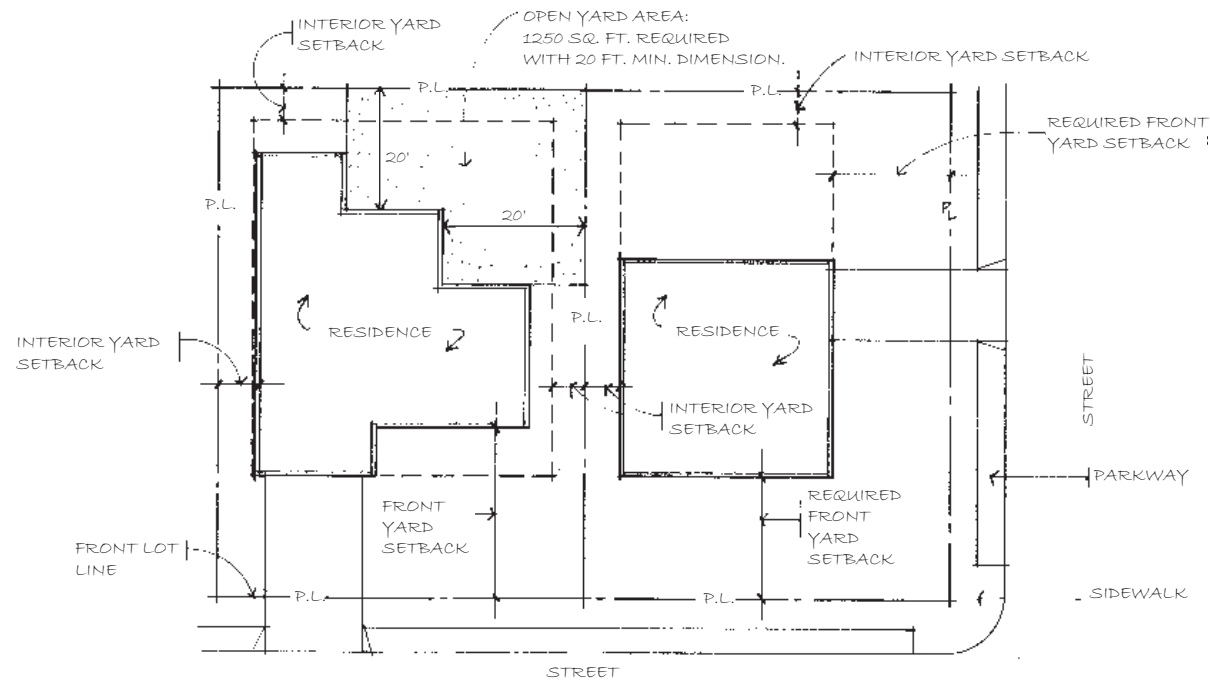 INTERIOR YARD
SETBACK
OPEN YARD AREA:
1250 SQ. FT. REQUIRED
WITH 20 FT. MIN. DIMENSION.
INTERIOR YARD SETBACK
P.L.
P.L.
REQUIRED FRONT
YARD SETBACK
20'
P.L.
PL
20'
P.L.
RESIDENCE
RESIDENCE
INTERIOR YARD
SETBACK
STREET
INTERIOR YARD
SETBACK
PARKWAY
FRONT
YARD
SETBACK
REQUIRED
FRONT
YARD
SETBACK
FRONT LOT
LINE
P.L.
P.L.
SIDEWALK
STREET